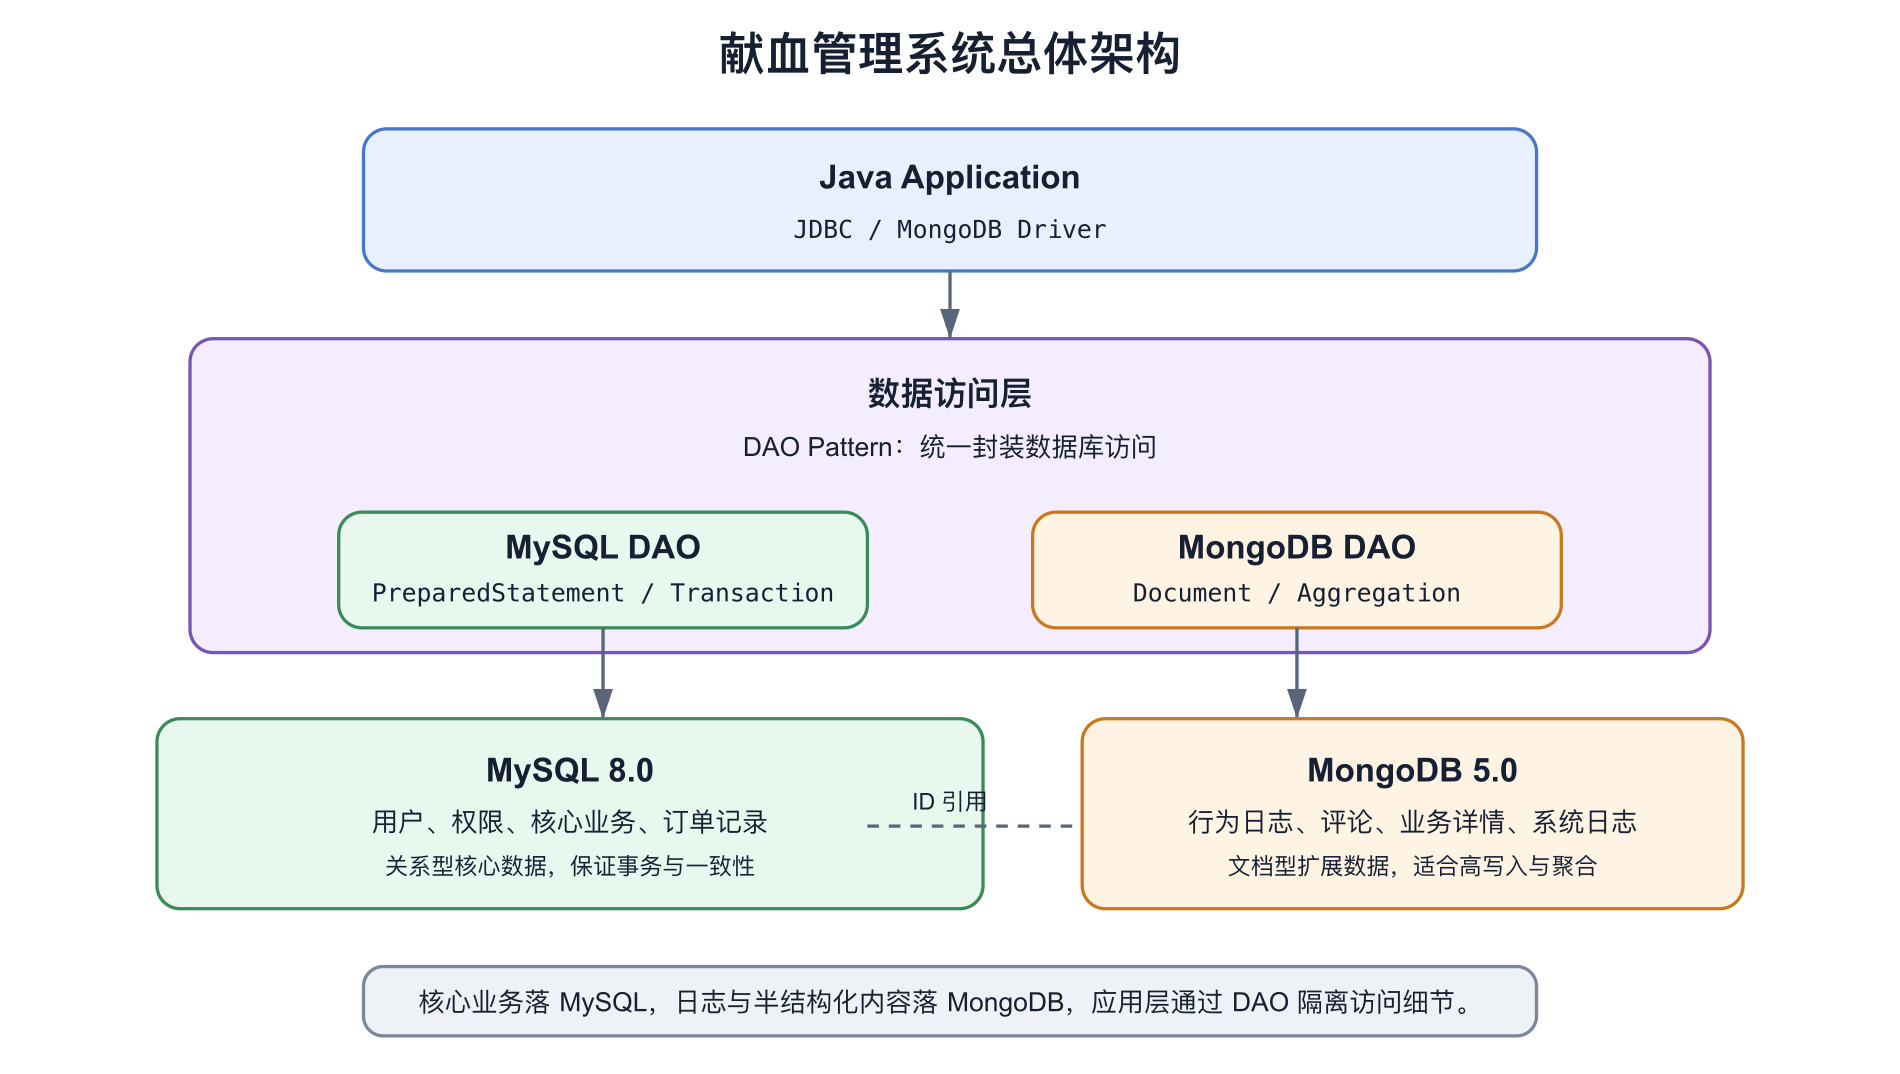 献血管理系统总体架构
Java Application
JDBC / MongoDB Driver
数据访问层
DAO Pattern：统一封装数据库访问
MySQL DAO
PreparedStatement / Transaction
MongoDB DAO
Document / Aggregation
MySQL 8.0
用户、权限、核心业务、订单记录
关系型核心数据，保证事务与一致性
ID 引用
MongoDB 5.0
行为日志、评论、业务详情、系统日志
文档型扩展数据，适合高写入与聚合
核心业务落 MySQL，日志与半结构化内容落 MongoDB，应用层通过 DAO 隔离访问细节。